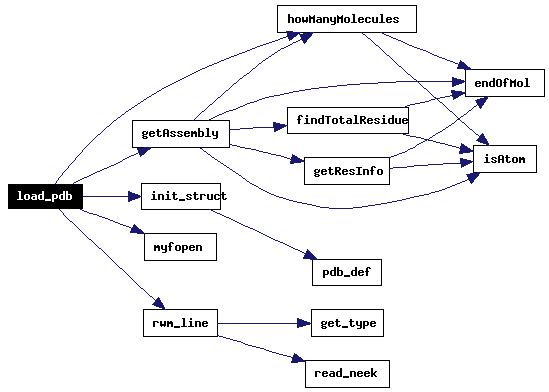 howManyMolecules
endOfMol
findTotalResidue
getAssembly
isAtom
getResInfo
load_pdb
init_struct
myfopen
pdb_def
rwm_line
get_type
read_neek